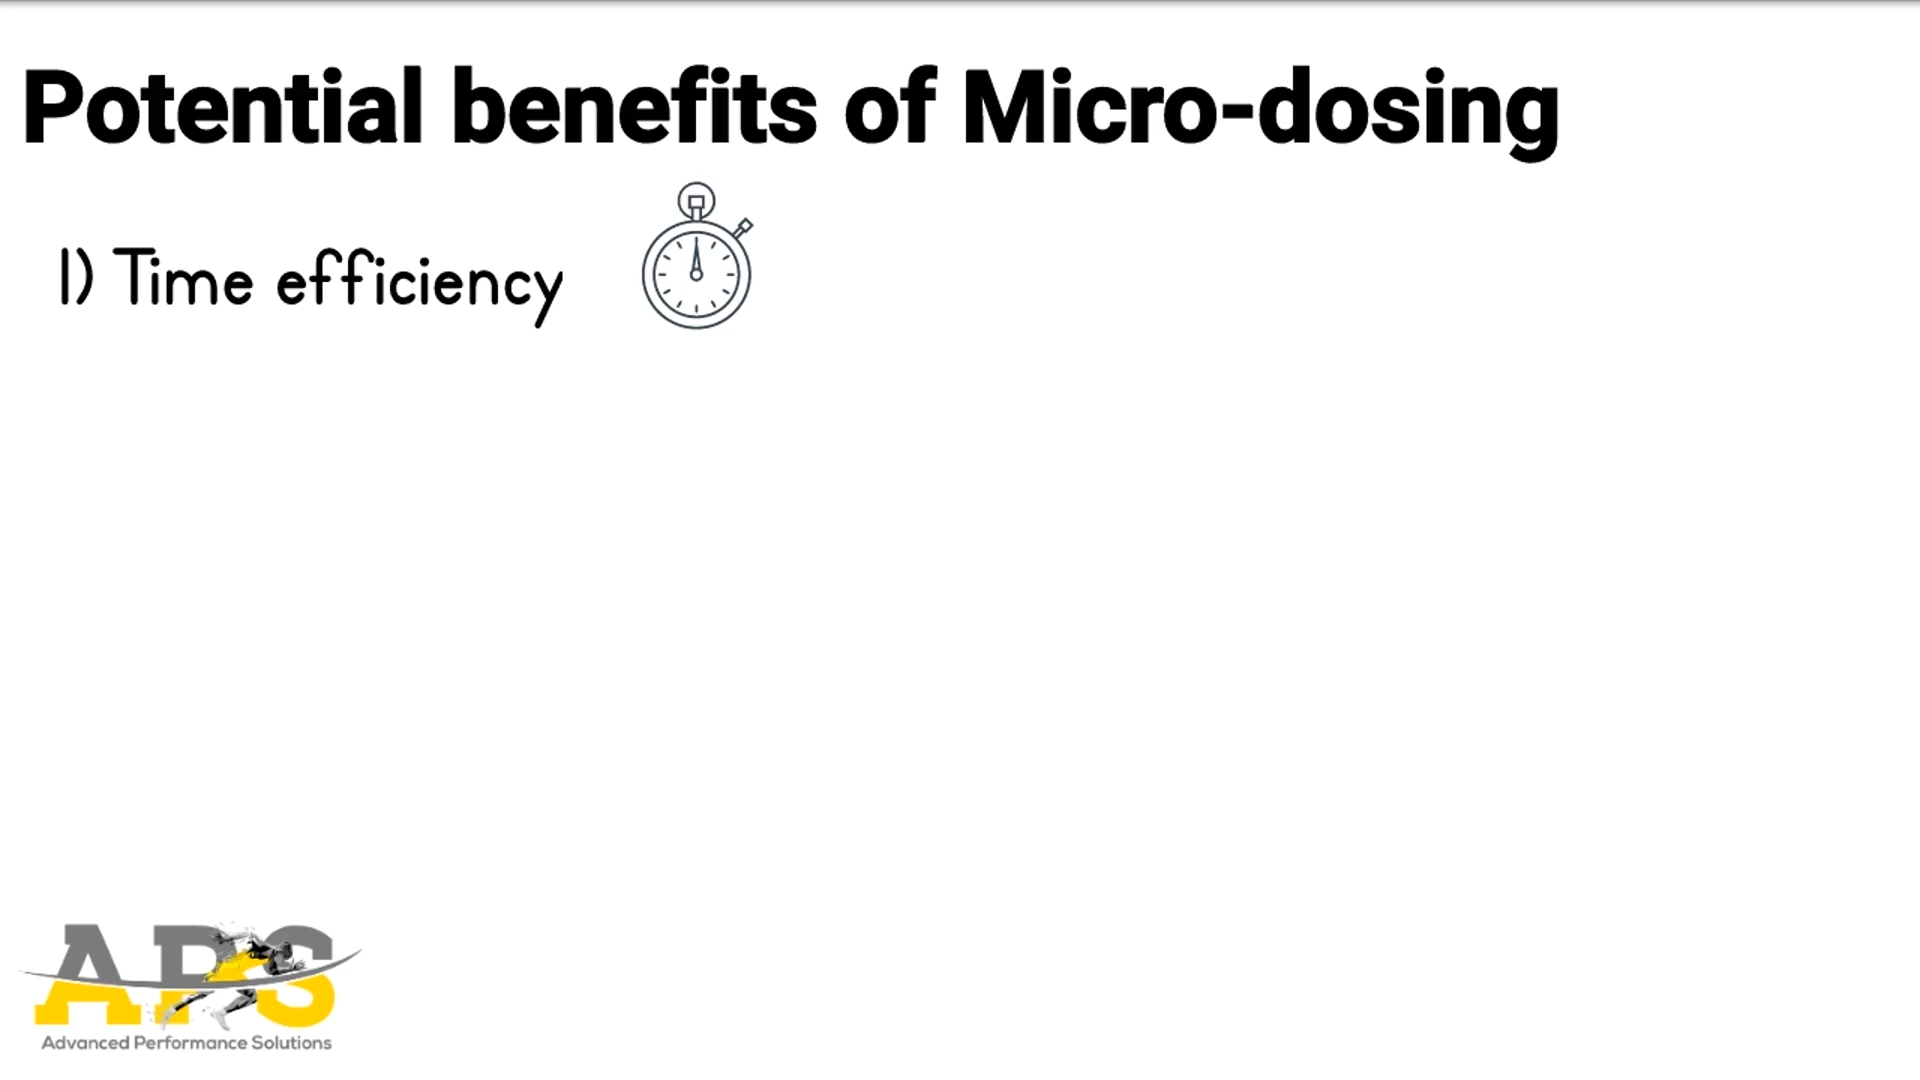 Potential benefits of Micro-dosing
1) Time efficiency
APS
Advanced Performance Solutions